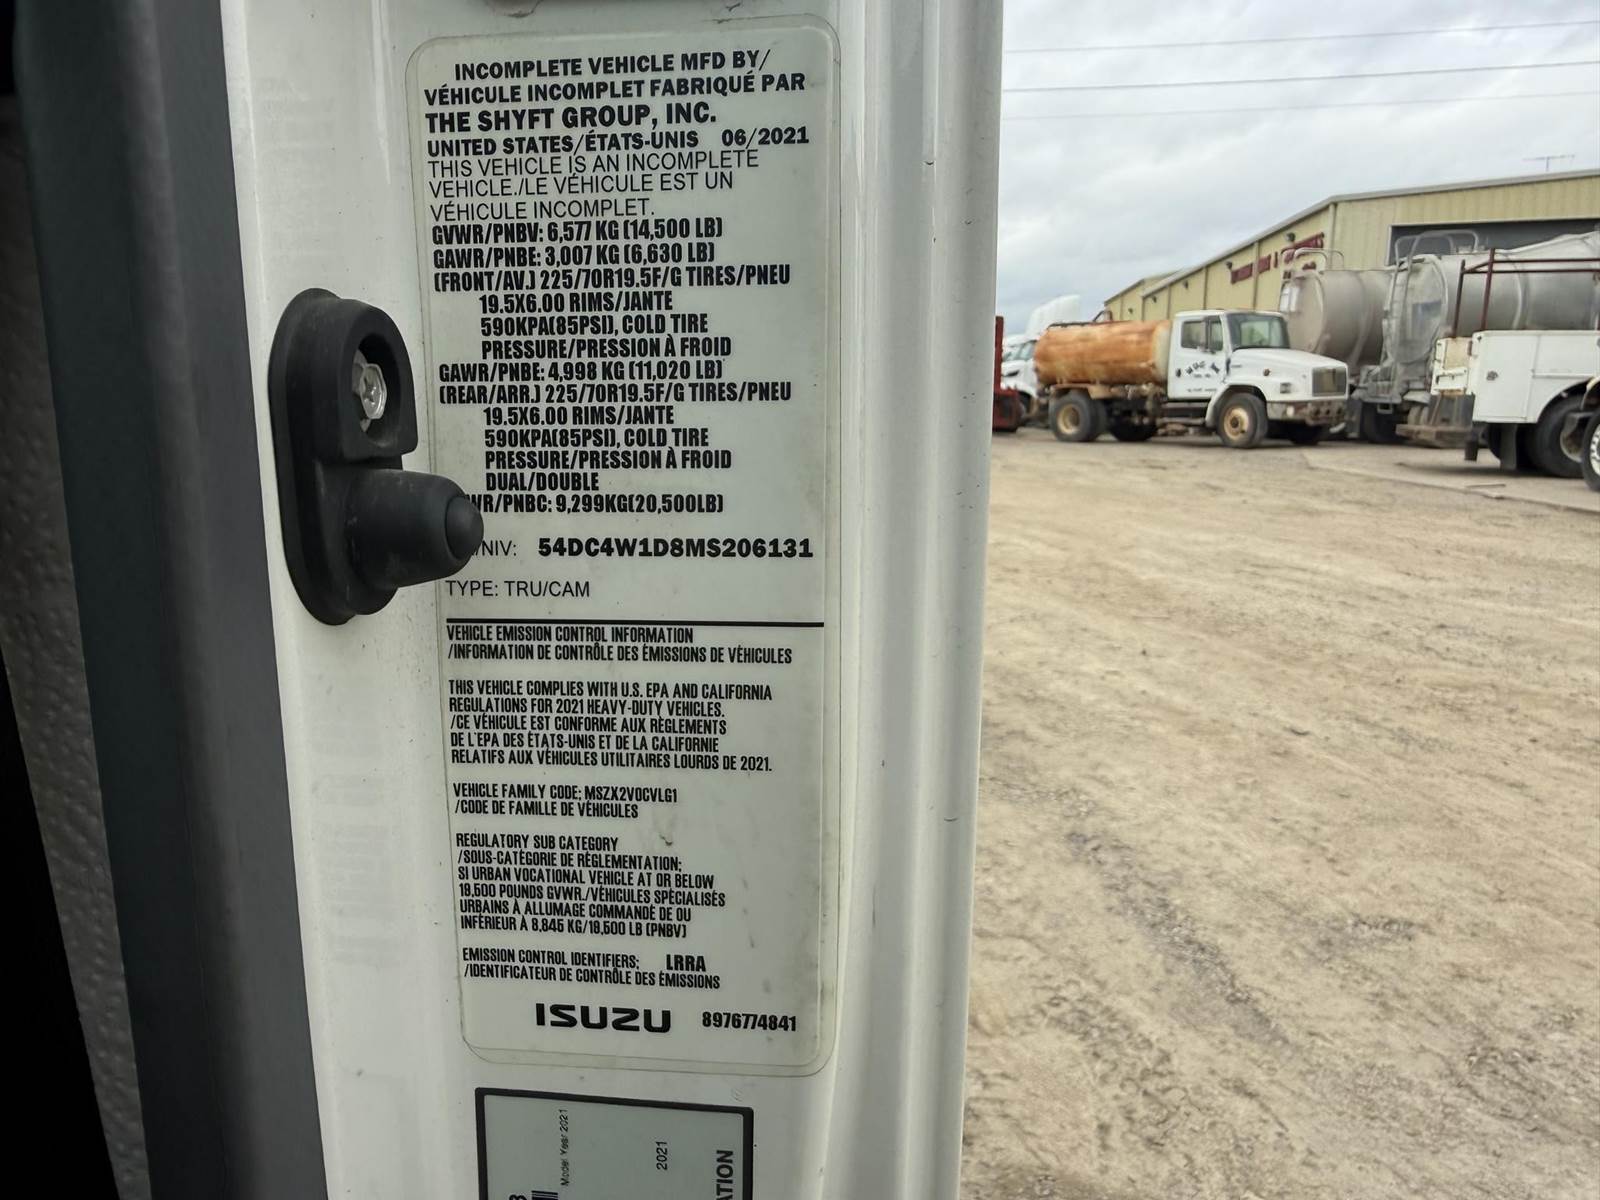 INCOMPLETE VEHICLE MFD BY/
VÉHICULE INCOMPLET FABRIQUÉ PAR
THE SHYFT GROUP, INC.
UNITED STATES/ÉTATS-UNIS 06/2021
THIS VEHICLE IS AN INCOMPLETE
VEHICLE./LE VÉHICULE EST UN
VÉHICULE INCOMPLET.
GVWR/PNBV: 6,577 KG (14,500 LB)
GAWR/PNBE: 3,007 KG (6,630 LB)
(FRONT/AV.) 225/70R19.5F/G TIRES/PNEU
19.5X6.00 RIMS/JANTE
590KPA(85PSI), COLD TIRE
PRESSURE/PRESSION À FROID
GAWR/PNBE: 4,998 KG (11,020 LB)
(REAR/ARR.) 225/70R19.5F/G TIRES/PNEU
19.5X6.00 RIMS/JANTE
590KPA(85PSI), COLD TIRE
PRESSURE/PRESSION À FROID
DUAL/DOUBLE
WR/PNBC: 9,299KG(20,500LB)
/NIV: 54DC4W1D8MS206131
TYPE: TRU/CAM
VEHICLE EMISSION CONTROL INFORMATION
/INFORMATION DE CONTRÔLE DES ÉMISSIONS DE VÉHICULES
THIS VEHICLE COMPLIES WITH U.S. EPA AND CALIFORNIA
REGULATIONS FOR 2021 HEAVY-DUTY VEHICLES.
/CE VÉHICULE EST CONFORME AUX RÈGLEMENTS
DE L'EPA DES ÉTATS-UNIS ET DE LA CALIFORNIE
RELATIFS AUX VÉHICULES UTILITAIRES LOURDS DE 2021.
VEHICLE FAMILY CODE; MSZX2VOCVLG1
/CODE DE FAMILLE DE VÉHICULES
REGULATORY SUB CATEGORY
/SOUS-CATÉGORIE DE RÈGLEMENTATION;
SI URBAN VOCATIONAL VEHICLE AT OR BELOW
19,500 POUNDS GVWR./VÉHICULES SPÉCIALISÉS
URBAINS À ALLUMAGE COMMANDÉ DE OU
INFÉRIEUR À 8,845 KG/19,500 LB (PNBV)
EMISSION CONTROL IDENTIFIERS; LRRA
/IDENTIFICATEUR DE CONTRÔLE DES ÉMISSIONS
ISUZU 8976774841
Model Year 2021
2021